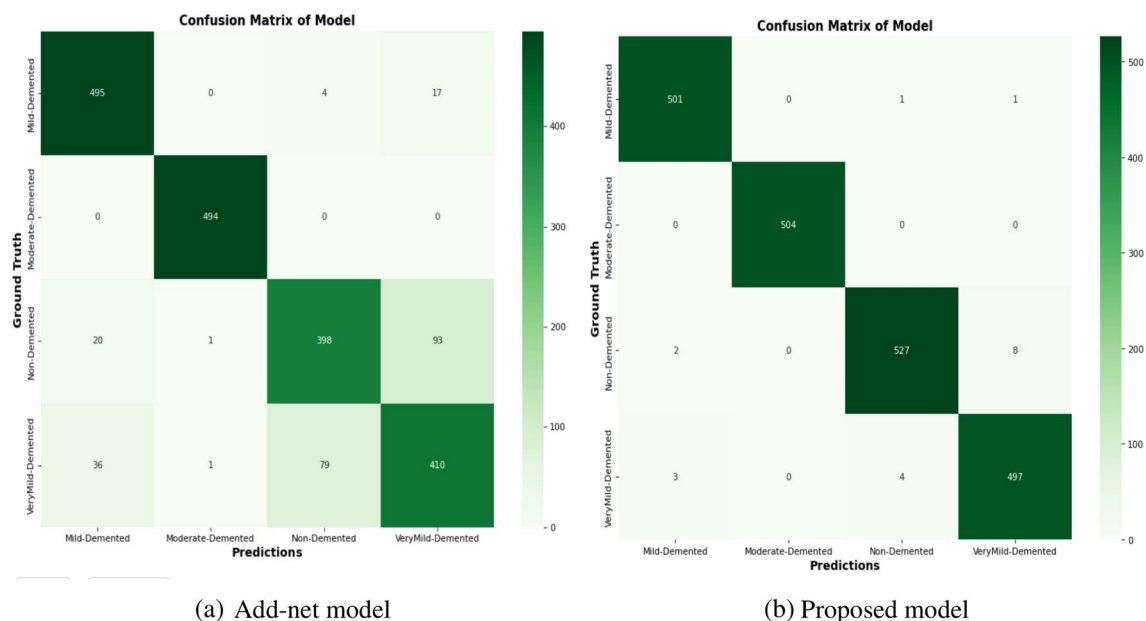 Confusion Matrix of Model
Mild-Demented 495 0 4 17
Moderate-Demented 0 494 0 0
Non-Demented 20 1 398 93
VeryMild-Demented 36 1 79 410
Ground Truth
Mild-Demented Moderate-Demented Non-Demented VeryMild-Demented
Predictions
400
300
200
100
0
(a) Add-net model
Confusion Matrix of Model
Mild-Demented 501 0 1 1
Moderate-Demented 0 504 0 0
Non-Demented 2 0 527 8
VeryMild-Demented 3 0 4 497
Ground Truth
Mild-Demented Moderate-Demented Non-Demented VeryMild-Demented
Predictions
500
400
300
200
100
0
(b) Proposed model